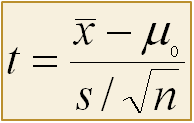 t = (x̄ − μ₀) / (s / √n)